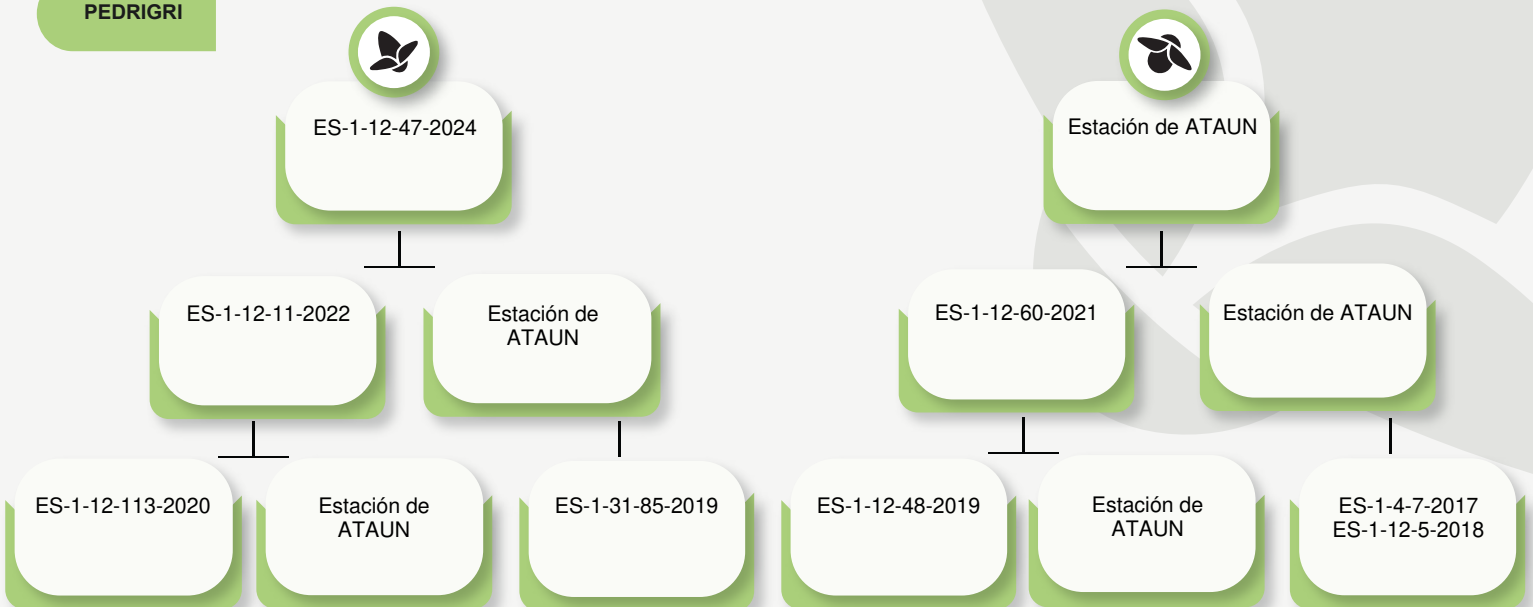 PEDRIGRI
ES-1-12-47-2024
Estación de ATAUN
ES-1-12-11-2022
Estación de
ATAUN
ES-1-12-60-2021
Estación de ATAUN
ES-1-12-113-2020
Estación de
ATAUN
ES-1-31-85-2019
ES-1-12-48-2019
Estación de
ATAUN
ES-1-4-7-2017
ES-1-12-5-2018